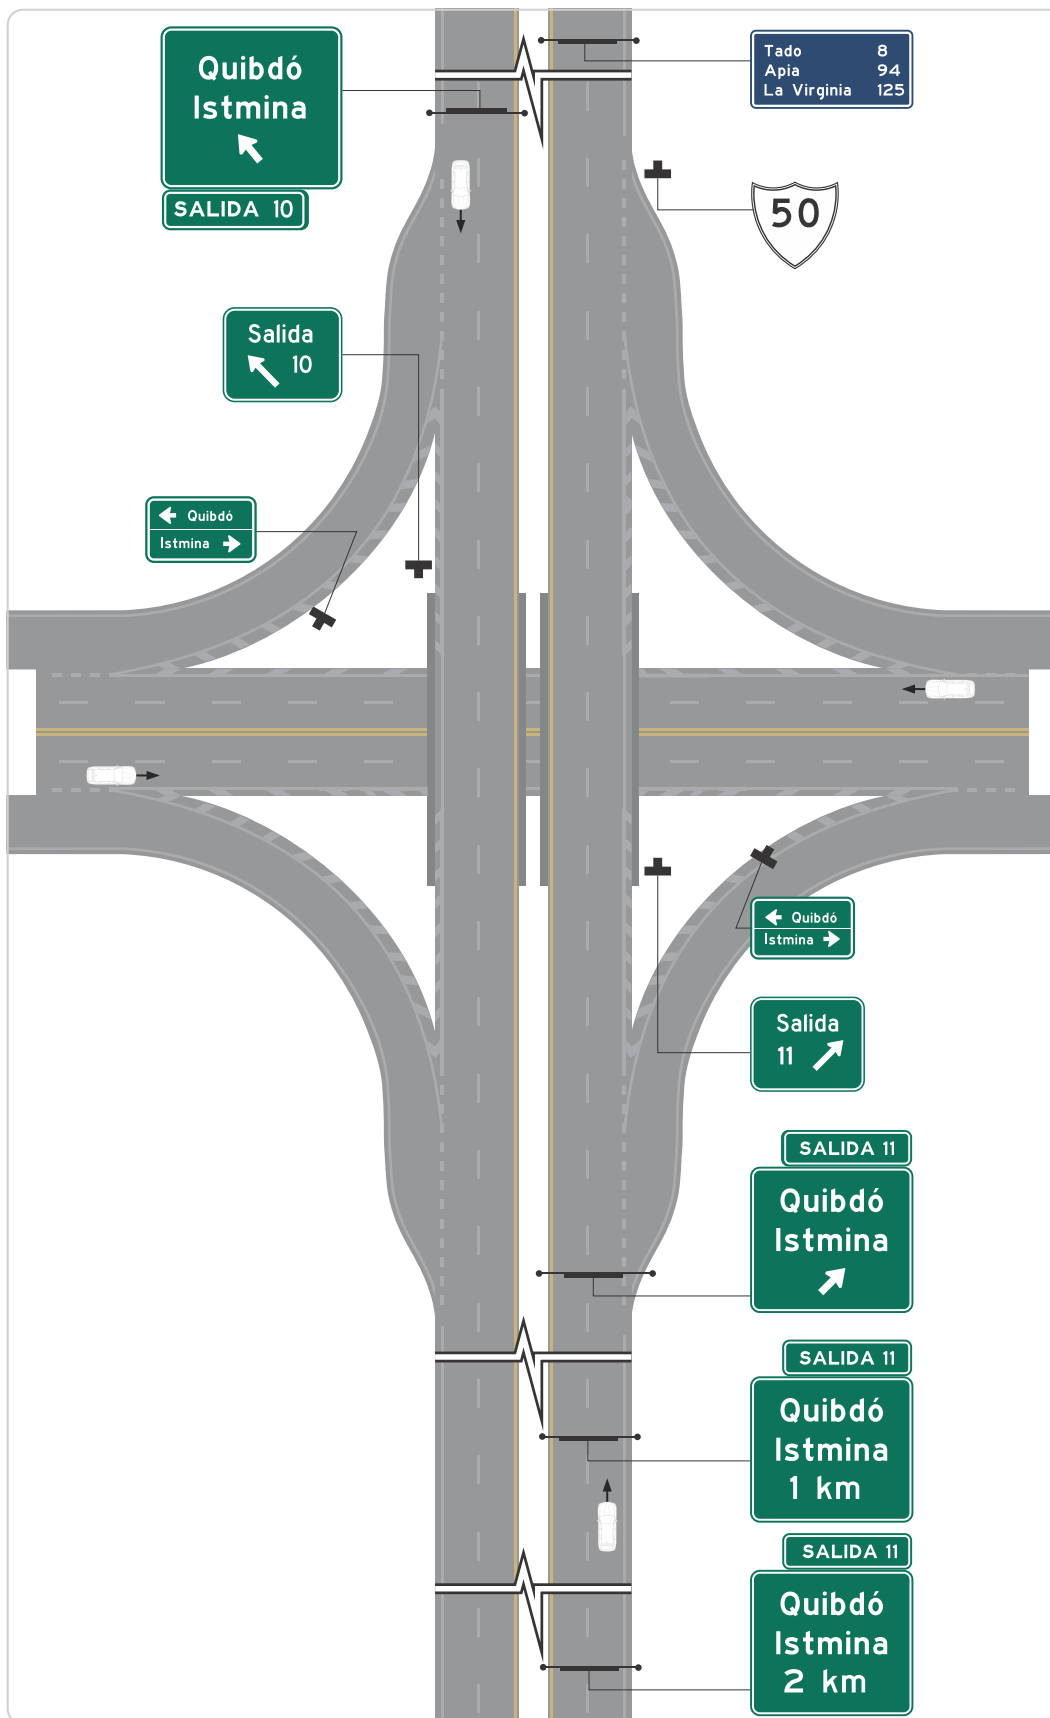 Quibdó
Istmina
SALIDA 10
Tado 8
Apia 94
La Virginia 125
50
Salida
10
Quibdó
Istmina
Quibdó
Istmina
Salida
11
SALIDA 11
Quibdó
Istmina
SALIDA 11
Quibdó
Istmina
1 km
SALIDA 11
Quibdó
Istmina
2 km